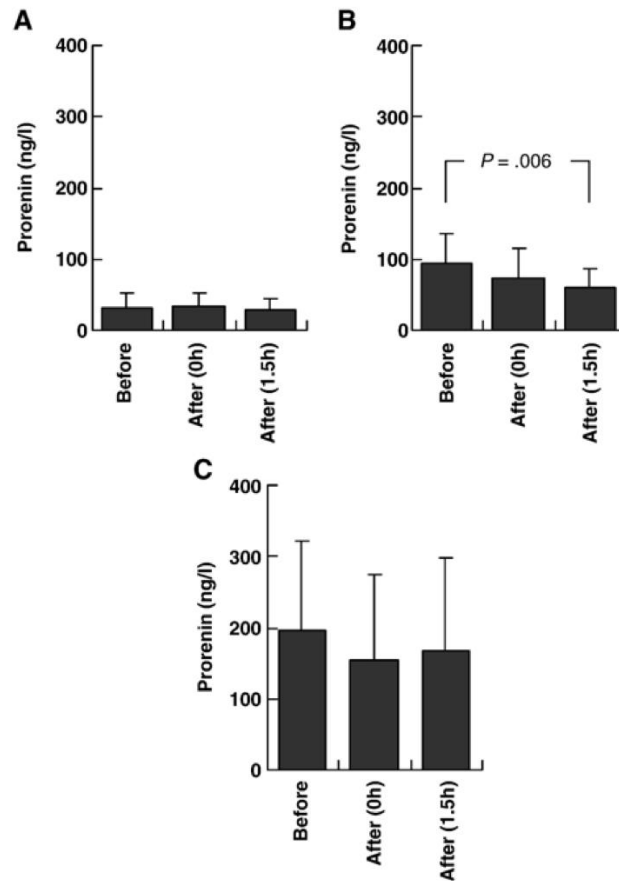 A
Prorenin (ng/l)
400
300
200
100
0
Before
After (0h)
After (1.5h)
B
Prorenin (ng/l)
400
300
200
100
0
P = .006
Before
After (0h)
After (1.5h)
C
Prorenin (ng/l)
400
300
200
100
0
Before
After (0h)
After (1.5h)